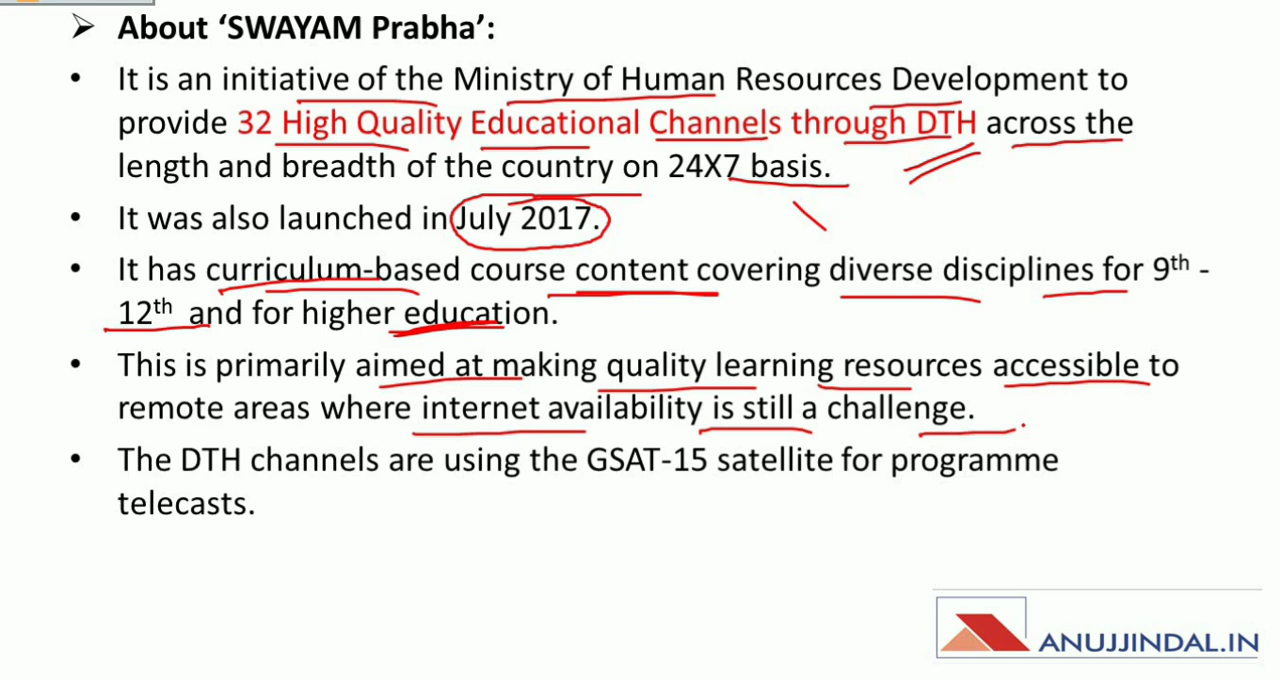 ➤ About ‘SWAYAM Prabha’:
• It is an initiative of the Ministry of Human Resources Development to
provide 32 High Quality Educational Channels through DTH across the
length and breadth of the country on 24X7 basis.
• It was also launched in July 2017.
• It has curriculum-based course content covering diverse disciplines for 9th -
12th and for higher education.
• This is primarily aimed at making quality learning resources accessible to
remote areas where internet availability is still a challenge.
• The DTH channels are using the GSAT-15 satellite for programme
telecasts.
ANUJJINDAL.IN